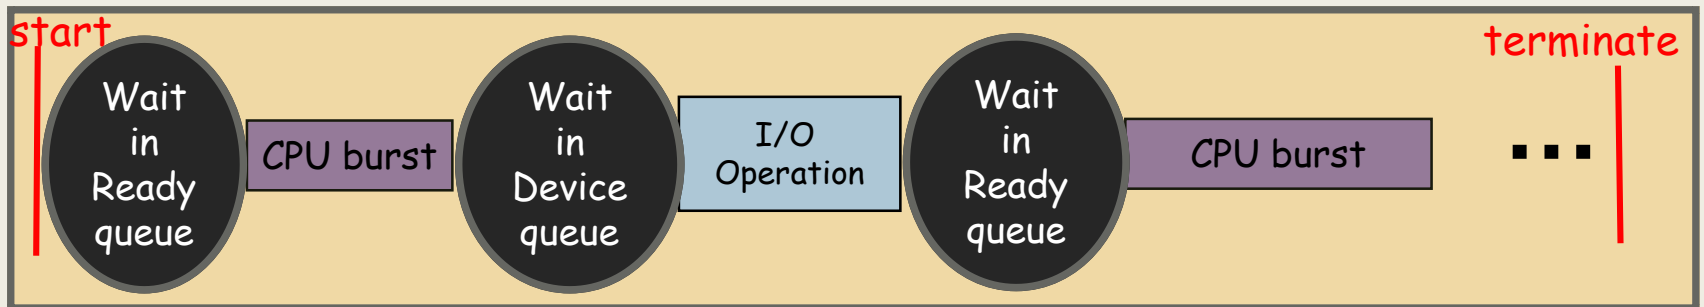 start
Wait
in
Ready
queue
CPU burst
Wait
in
Device
queue
I/O
Operation
Wait
in
Ready
queue
CPU burst
...
terminate